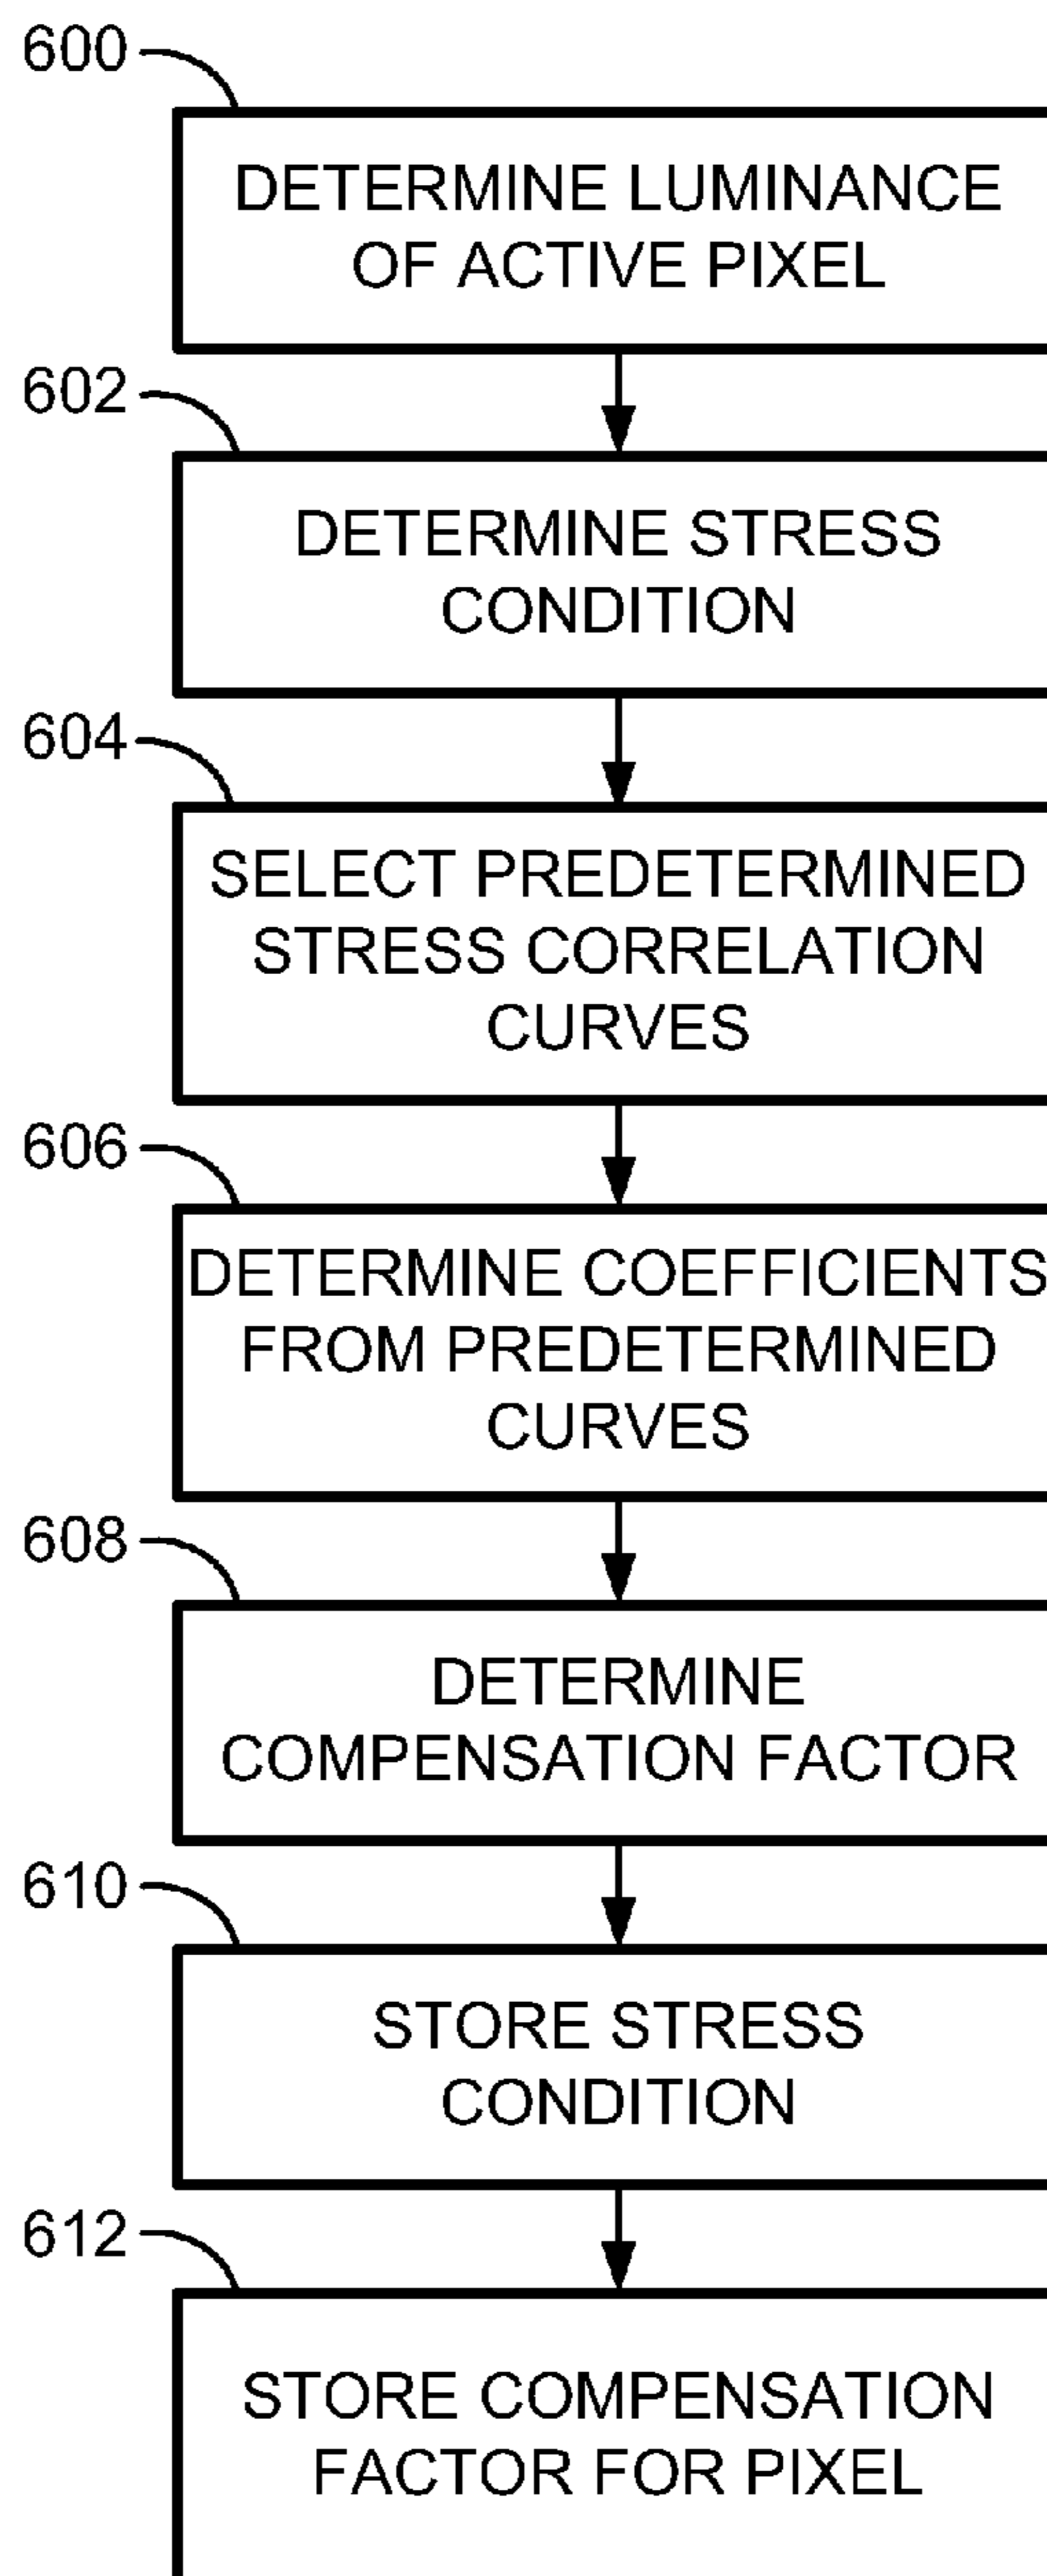 600
DETERMINE LUMINANCE
OF ACTIVE PIXEL
602
DETERMINE STRESS
CONDITION
604
SELECT PREDETERMINED
STRESS CORRELATION
CURVES
606
DETERMINE COEFFICIENTS
FROM PREDETERMINED
CURVES
608
DETERMINE
COMPENSATION FACTOR
610
STORE STRESS
CONDITION
612
STORE COMPENSATION
FACTOR FOR PIXEL